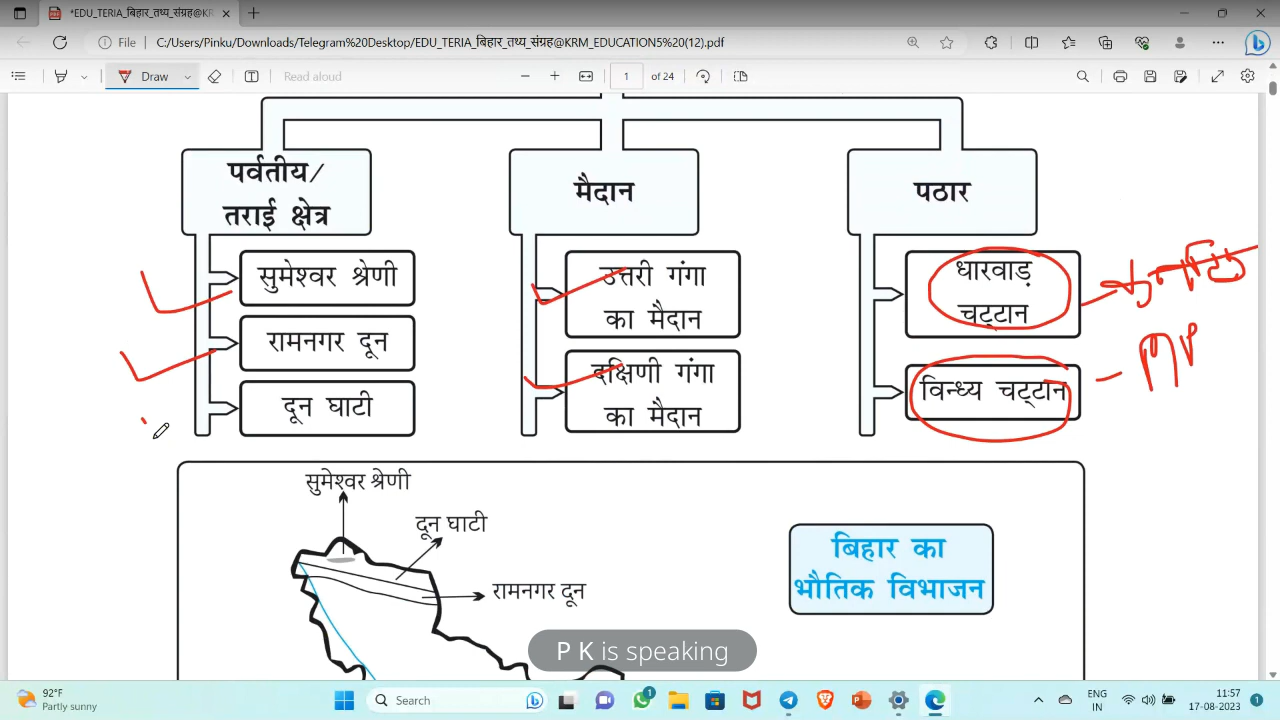 *EDU_TERIA_बिहार_तथ्य_संग्रह@KR
File
C:/Users/Pinku/Telegram%20Desktop/EDU_TERIA_बिहार_तथ्य_संग्रह@KRM_EDUCATION5%20(12).pdf
Draw
Read aloud
1 of 24
पर्वतीय/
तराई क्षेत्र
मैदान
पठार
सुमेश्वर श्रेणी
रामनगर दून
दून घाटी
उत्तरी गंगा
का मैदान
दक्षिणी गंगा
का मैदान
धारवाड़
चट्टान
विन्ध्य चट्टान
MP
सुमेश्वर श्रेणी
दून घाटी
रामनगर दून
बिहार का
भौतिक विभाजन
P K is speaking
92°F
Partly sunny
Search
1
ENG
IN
11:57
17-08-2023